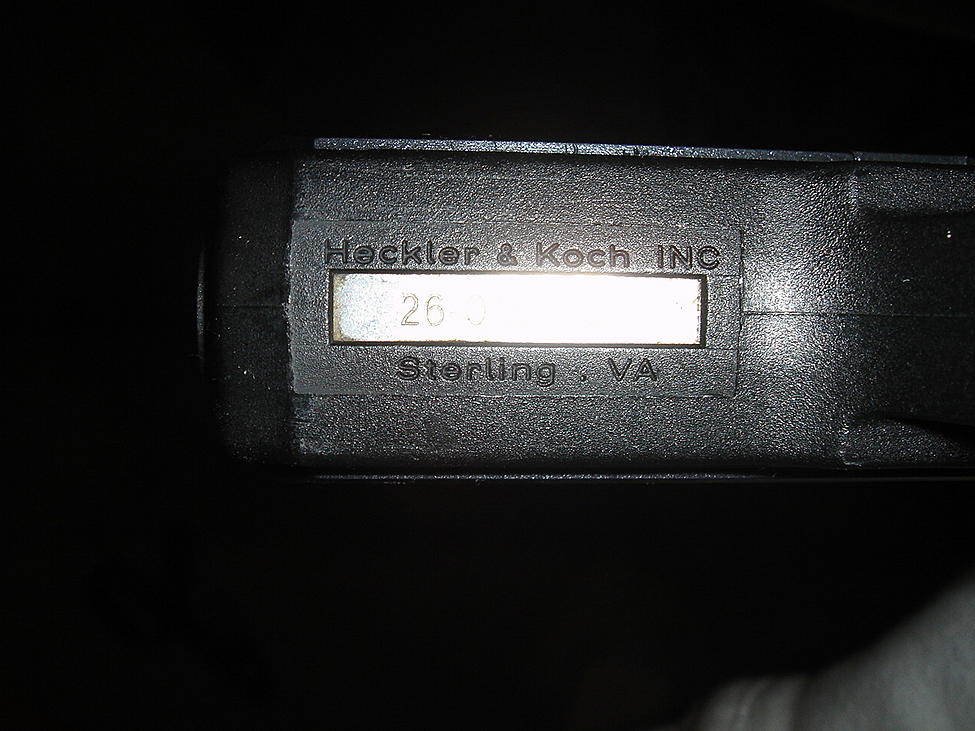 Heckler & Koch INC
26-0
Sterling, VA